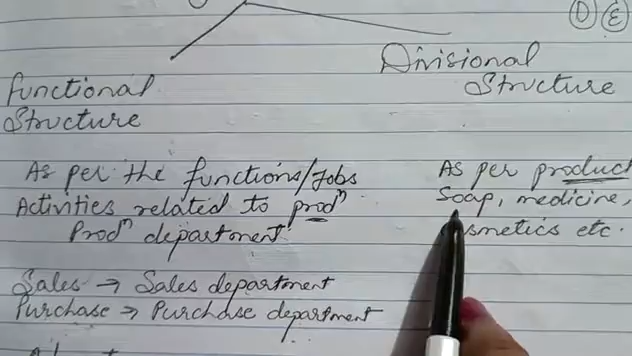 D E
Functional
Structure
Divisional
Structure
As per the functions/Jobs
Activities related to prodⁿ
Prodⁿ department.
Sales → Sales department
Purchase → Purchase department
As per product
Soap, medicine,
smetics etc.